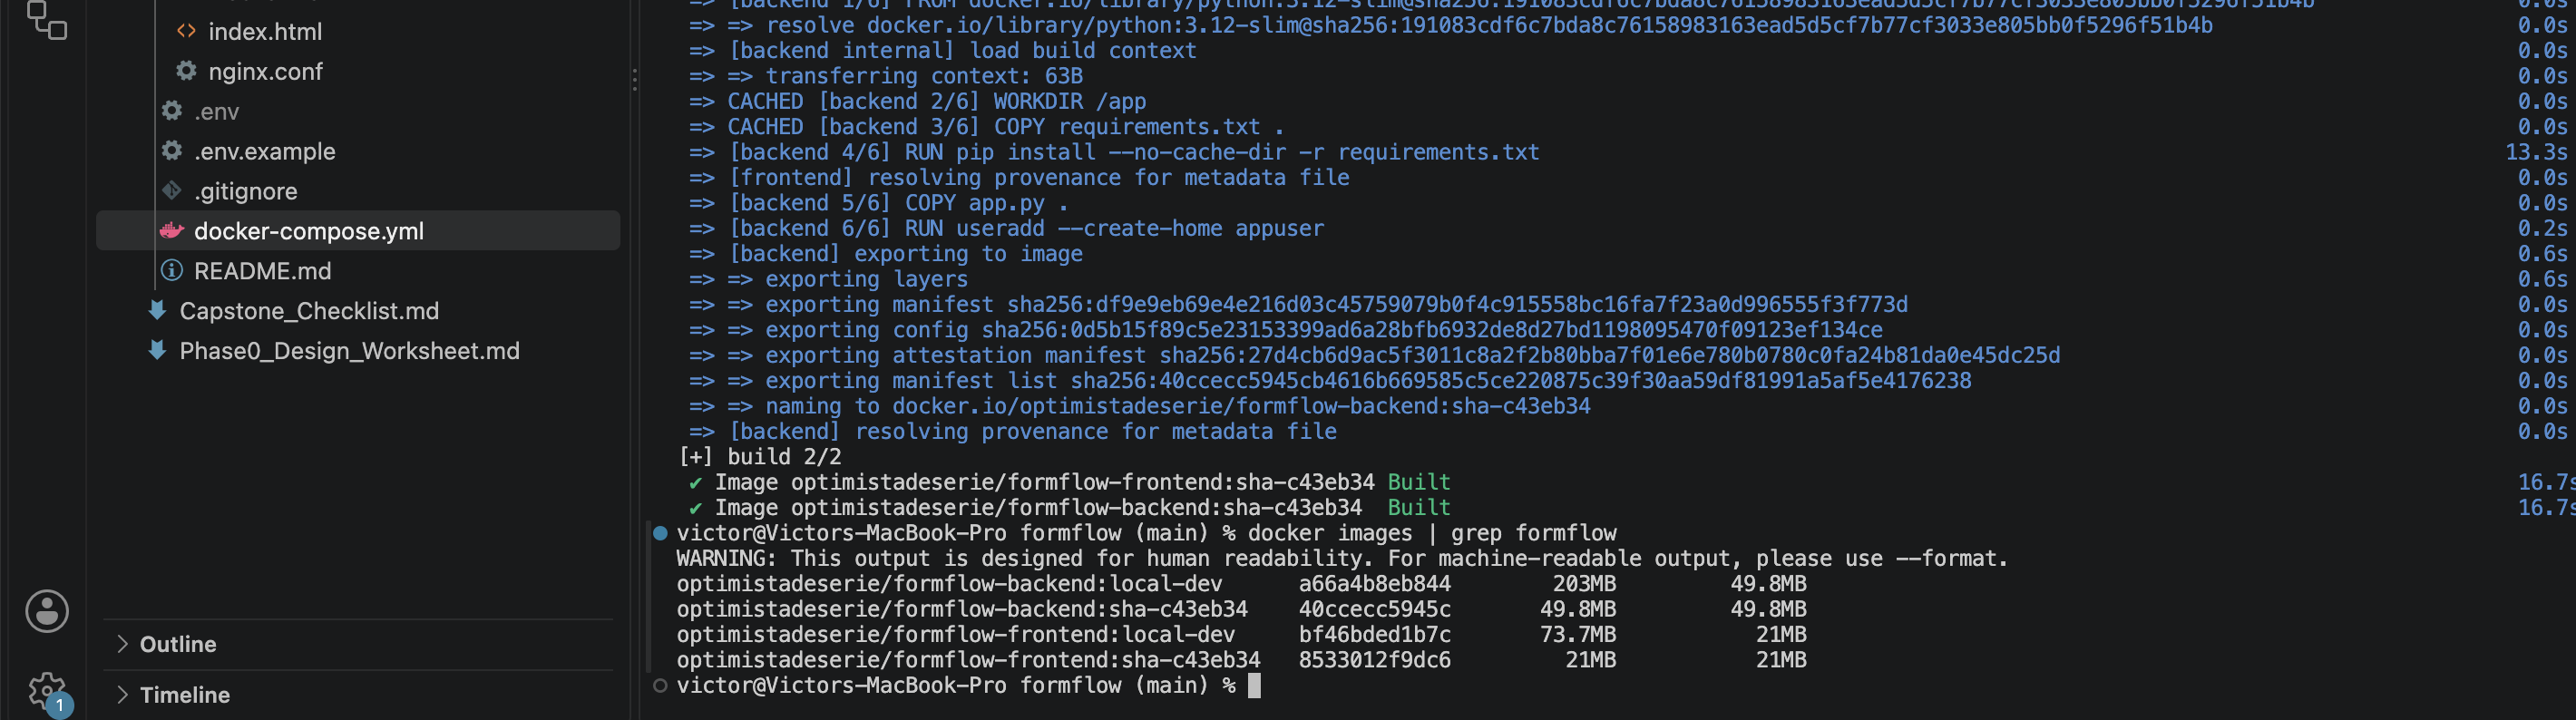 index.html
nginx.conf
.env
.env.example
.gitignore
docker-compose.yml
README.md
Capstone_Checklist.md
Phase0_Design_Worksheet.md
Outline
Timeline
1
=> => resolve docker.io/library/python:3.12-slim@sha256:191083cdf6c7bda8c76158983163ead5d5cf7b77cf3033e805bb0f5296f51b4b 0.0s
=> [backend internal] load build context 0.0s
=> => transferring context: 63B 0.0s
=> CACHED [backend 2/6] WORKDIR /app 0.0s
=> CACHED [backend 3/6] COPY requirements.txt . 0.0s
=> [backend 4/6] RUN pip install --no-cache-dir -r requirements.txt 13.3s
=> [frontend] resolving provenance for metadata file 0.0s
=> [backend 5/6] COPY app.py . 0.0s
=> [backend 6/6] RUN useradd --create-home appuser 0.2s
=> [backend] exporting to image 0.6s
=> => exporting layers 0.6s
=> => exporting manifest sha256:df9e9eb69e4e216d03c45759079b0f4c915558bc16fa7f23a0d996555f3f773d 0.0s
=> => exporting config sha256:0d5b15f89c5e23153399ad6a28bfb6932de8d27bd1198095470f09123ef134ce 0.0s
=> => exporting attestation manifest sha256:27d4cb6d9ac5f3011c8a2f2b80bba7f01e6e780b0780c0fa24b81da0e45dc25d 0.0s
=> => exporting manifest list sha256:40ccecc5945cb4616b669585c5ce220875c39f30aa59df81991a5af5e4176238 0.0s
=> => naming to docker.io/optimistadeserie/formflow-backend:sha-c43eb34 0.0s
=> [backend] resolving provenance for metadata file 0.0s
[+] build 2/2
✔ Image optimistadeserie/formflow-frontend:sha-c43eb34 Built 16.7s
✔ Image optimistadeserie/formflow-backend:sha-c43eb34 Built 16.7s
victor@Victors-MacBook-Pro formflow (main) % docker images | grep formflow
WARNING: This output is designed for human readability. For machine-readable output, please use --format.
optimistadeserie/formflow-backend:local-dev a66a4b8eb844 203MB 49.8MB
optimistadeserie/formflow-backend:sha-c43eb34 40ccecc5945c 49.8MB 49.8MB
optimistadeserie/formflow-frontend:local-dev bf46bded1b7c 73.7MB 21MB
optimistadeserie/formflow-frontend:sha-c43eb34 8533012f9dc6 21MB 21MB
victor@Victors-MacBook-Pro formflow (main) %